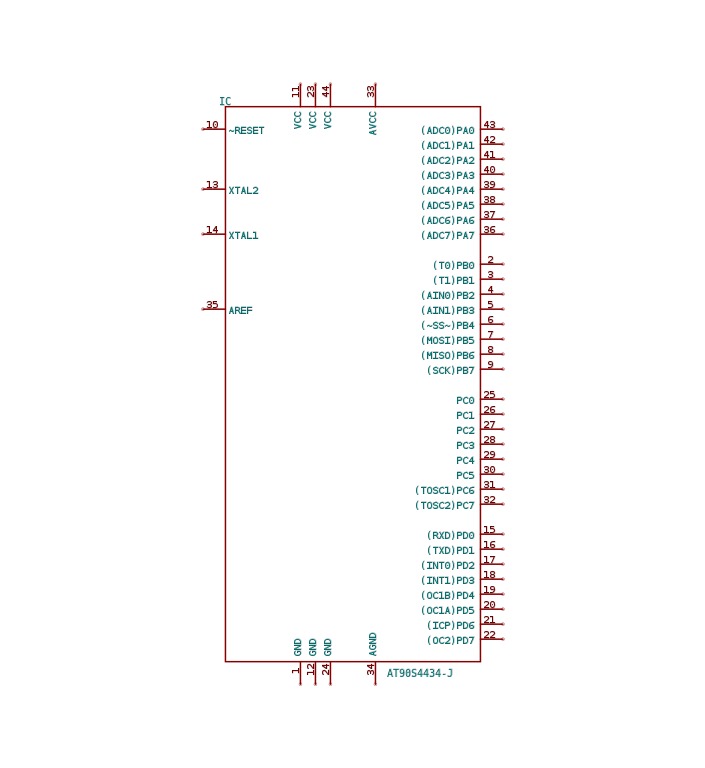 11 23 44 33
IC
VCC VCC VCC AVCC
10 ~RESET (ADC0)PA0 43
(ADC1)PA1 42
(ADC2)PA2 41
(ADC3)PA3 40
13 XTAL2 (ADC4)PA4 39
(ADC5)PA5 38
(ADC6)PA6 37
14 XTAL1 (ADC7)PA7 36
(T0)PB0 2
(T1)PB1 3
(AIN0)PB2 4
35 AREF (AIN1)PB3 5
(~SS~)PB4 6
(MOSI)PB5 7
(MISO)PB6 8
(SCK)PB7 9
PC0 25
PC1 26
PC2 27
PC3 28
PC4 29
PC5 30
(TOSC1)PC6 31
(TOSC2)PC7 32
(RXD)PD0 15
(TXD)PD1 16
(INT0)PD2 17
(INT1)PD3 18
(OC1B)PD4 19
(OC1A)PD5 20
(ICP)PD6 21
(OC2)PD7 22
GND GND GND AGND
1 12 24 34
AT90S4434-J